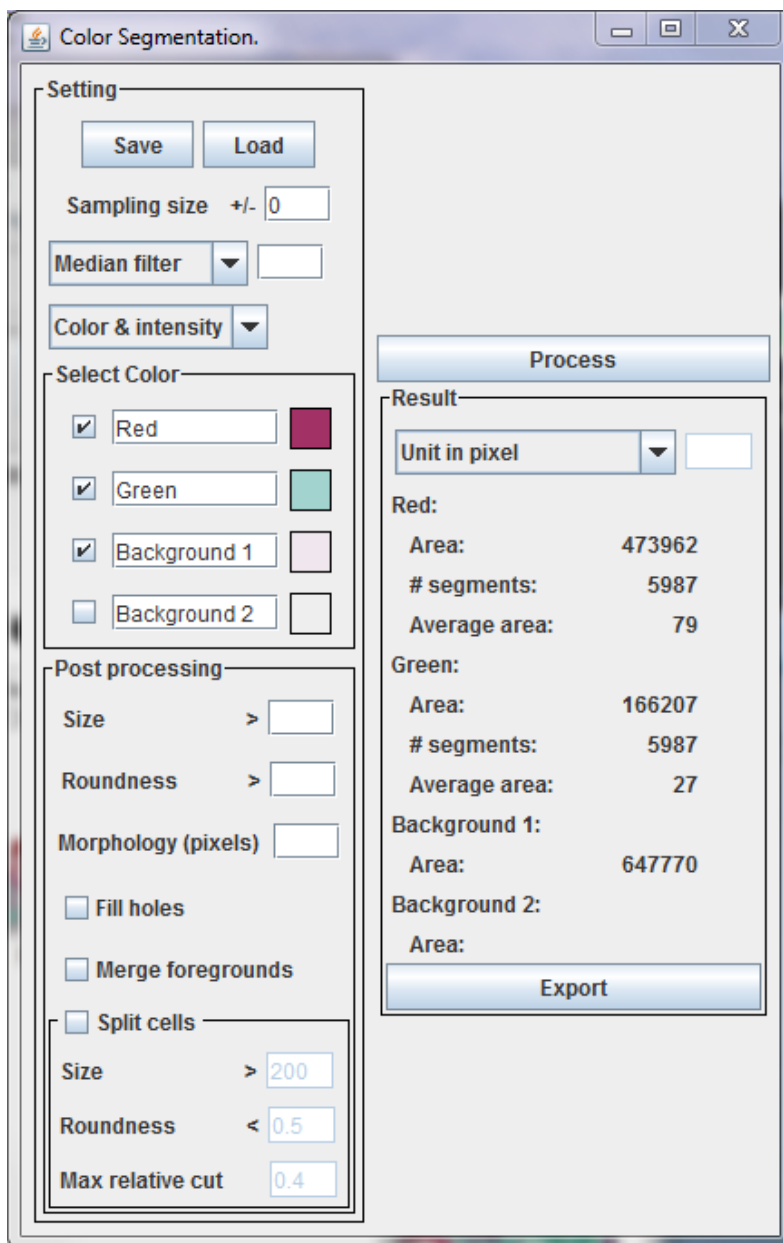 Color Segmentation.
Setting
Save Load
Sampling size +/- 0
Median filter
Color & intensity
Select Color
Red
Green
Background 1
Background 2
Post processing
Size >
Roundness >
Morphology (pixels)
Fill holes
Merge foregrounds
Split cells
Size > 200
Roundness < 0.5
Max relative cut 0.4
Process
Result
Unit in pixel
Red:
Area: 473962
# segments: 5987
Average area: 79
Green:
Area: 166207
# segments: 5987
Average area: 27
Background 1:
Area: 647770
Background 2:
Area:
Export